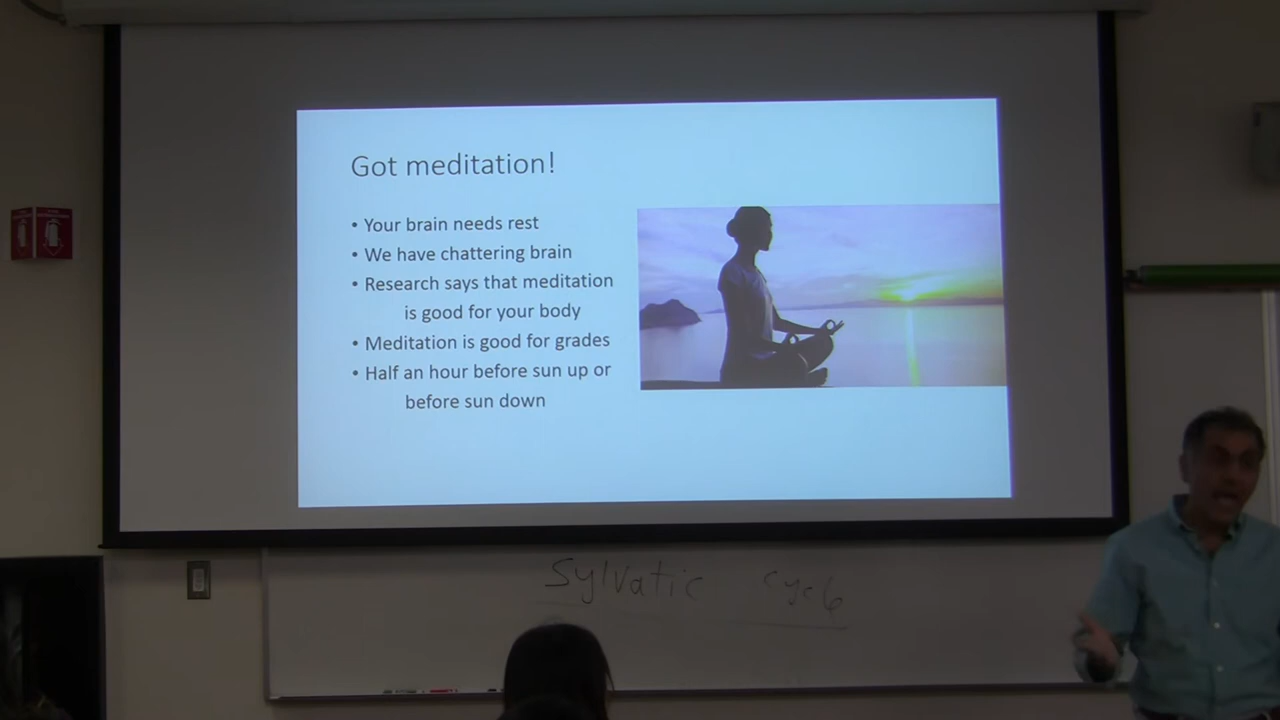 Got meditation!
• Your brain needs rest
• We have chattering brain
• Research says that meditation
is good for your body
• Meditation is good for grades
• Half an hour before sun up or
before sun down
Sylvatic cycle